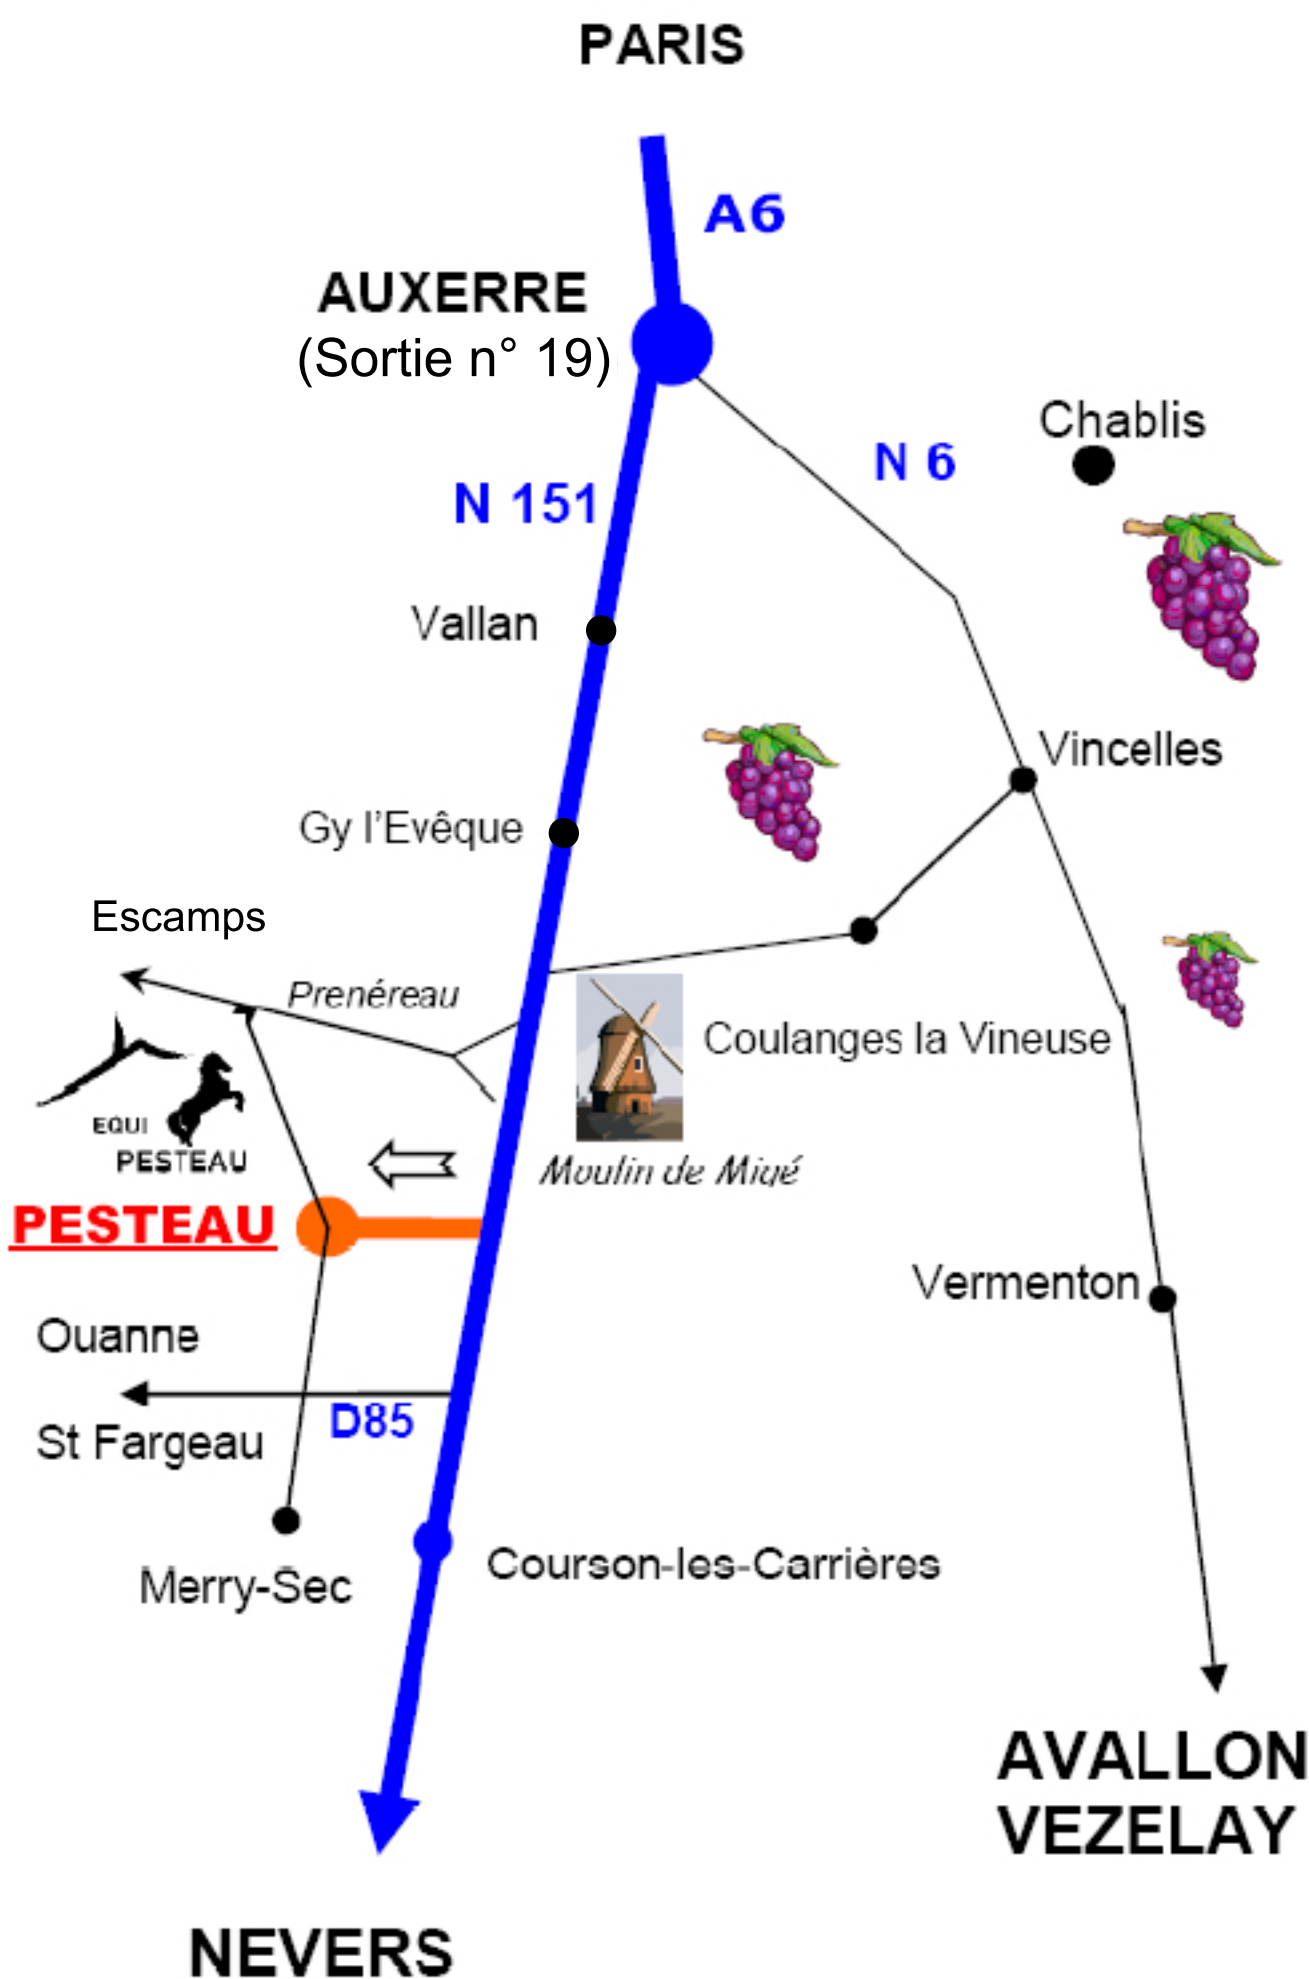 PARIS
A6
AUXERRE
(Sortie n° 19)
Chablis
N 6
N 151
Vallan
Vincelles
Gy l'Evêque
Escamps
Prenéreau
Coulanges la Vineuse
EQUI
PESTEAU
Moulin de Migé
PESTEAU
Vermenton
Ouanne
D85
St Fargeau
Courson-les-Carrières
Merry-Sec
AVALLON
VEZELAY
NEVERS